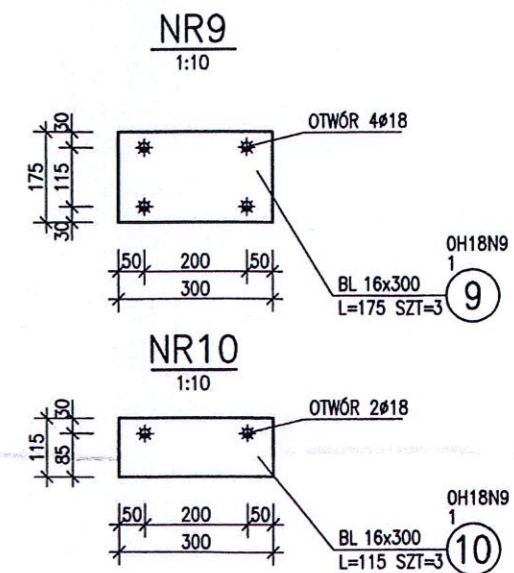 NR9
1:10
OTWÓR 4ø18
30
175
115
30
50 200 50
300
0H18N9
1
BL 16x300
L=175 SZT=3
9
NR10
1:10
OTWÓR 2ø18
30
115
85
50 200 50
300
0H18N9
1
BL 16x300
L=115 SZT=3
10